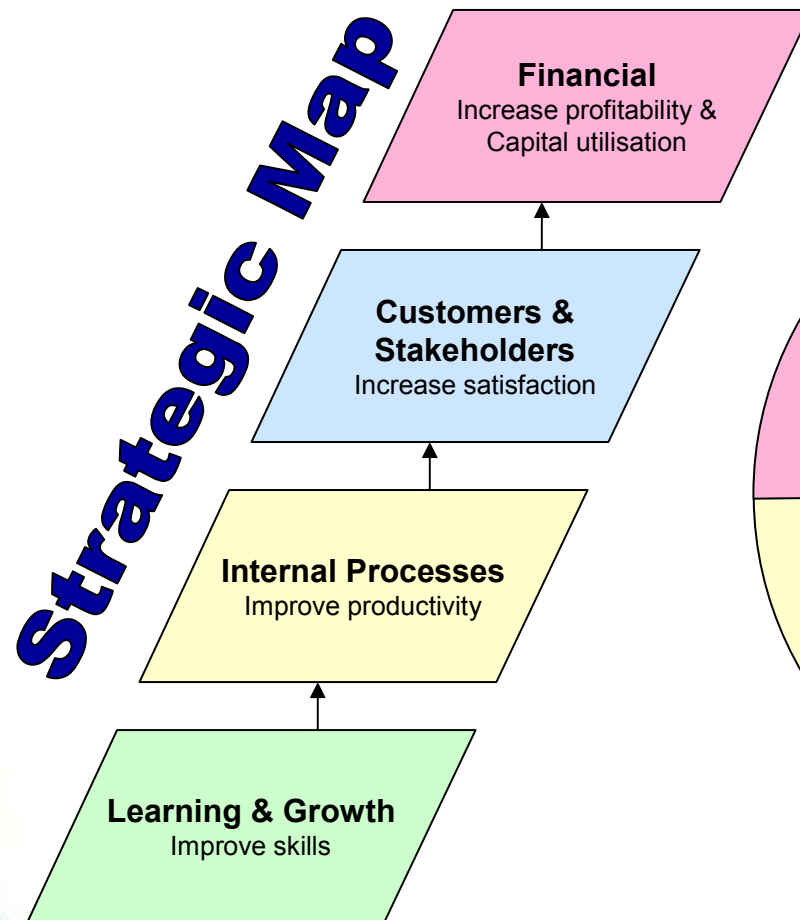 Strategic Map
Financial
Increase profitability &
Capital utilisation
Customers &
Stakeholders
Increase satisfaction
Internal Processes
Improve productivity
Learning & Growth
Improve skills